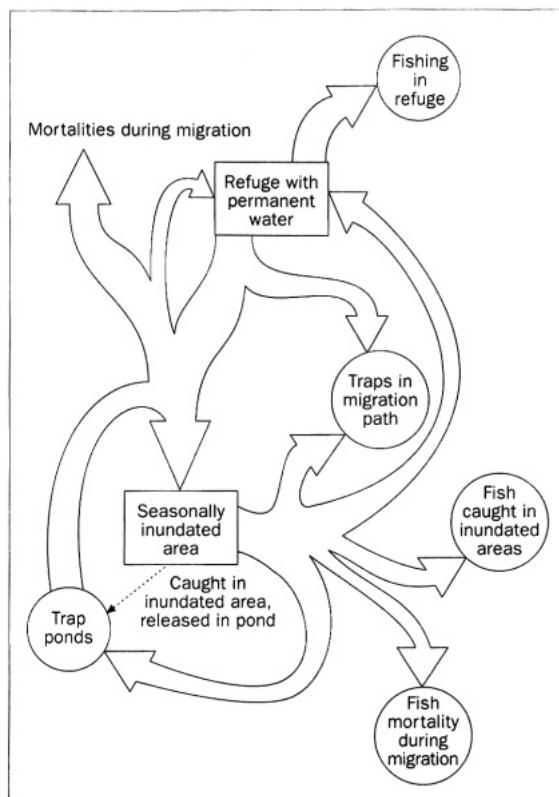 Fishing
in
refuge
Mortalities during migration
Refuge with
permanent
water
Traps in
migration
path
Seasonally
inundated
area
Fish
caught in
inundated
areas
Caught in
inundated area,
released in pond
Trap
ponds
Fish
mortality
during
migration